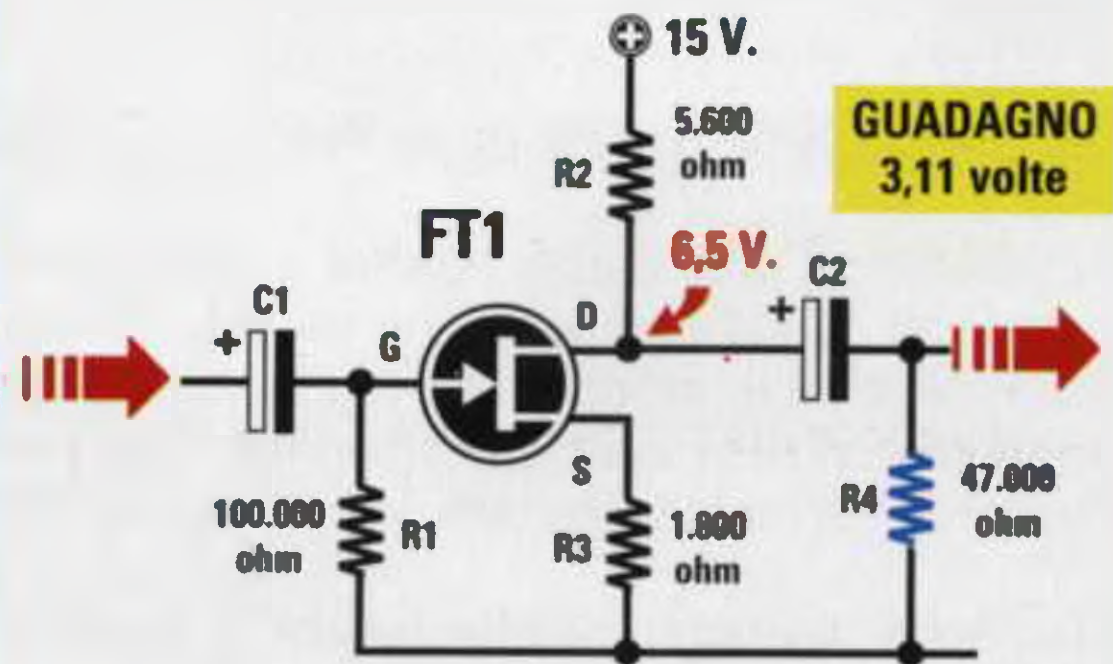 15 V.
5.600
ohm
R2
GUADAGNO
3,11 volte
FT1
6,5 V.
C1
C2
+
+
G
D
S
100.000
ohm
R1
R3
1.800
ohm
R4
47.000
ohm